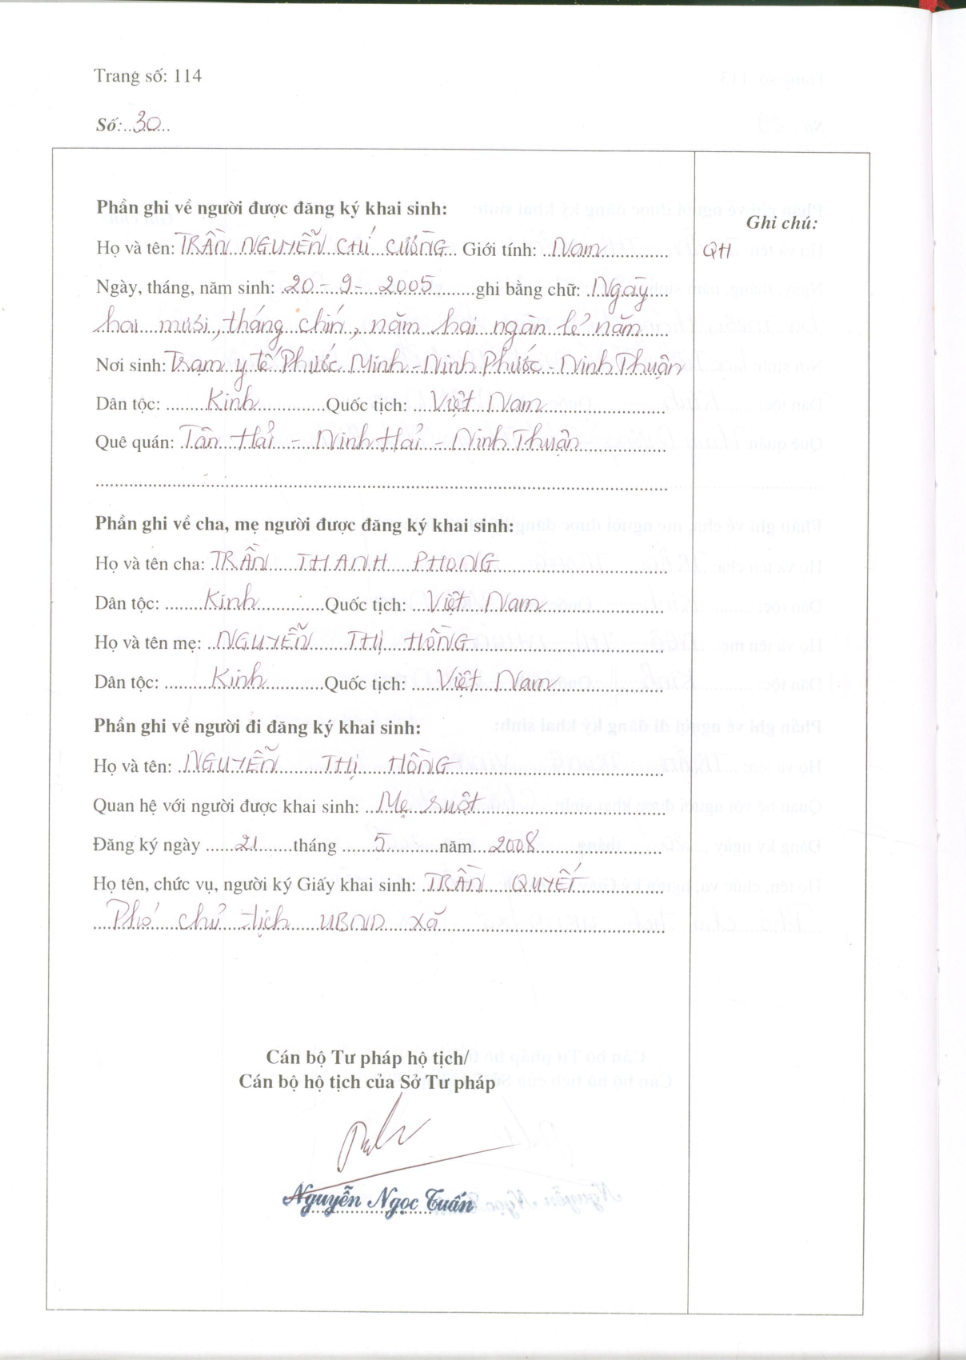 Trang số: 114
Số:..30..
Phần ghi về người được đăng ký khai sinh:
Ghi chú:
Họ và tên: TRẦN NGUYỄN CHÍ CƯỜNG Giới tính: Nam QH
Ngày, tháng, năm sinh: 20 - 9 - 2005 ghi bằng chữ: Ngày
hai mươi, tháng chín, năm hai ngàn lẻ năm
Nơi sinh: Trạm y tế Phước Minh - Ninh Phước - Ninh Thuận
Dân tộc: Kinh Quốc tịch: Việt Nam
Quê quán: Tân Hải - Ninh Hải - Ninh Thuận
Phần ghi về cha, mẹ người được đăng ký khai sinh:
Họ và tên cha: TRẦN THANH PHONG
Dân tộc: Kinh Quốc tịch: Việt Nam
Họ và tên mẹ: NGUYỄN THỊ HỒNG
Dân tộc: Kinh Quốc tịch: Việt Nam
Phần ghi về người đi đăng ký khai sinh:
Họ và tên: NGUYỄN THỊ HỒNG
Quan hệ với người được khai sinh: Mẹ ruột
Đăng ký ngày 21 tháng 5 năm 2008
Họ tên, chức vụ, người ký Giấy khai sinh: TRẦN QUYẾT
Phó chủ tịch UBND xã
Cán bộ Tư pháp hộ tịch/
Cán bộ hộ tịch của Sở Tư pháp
Nguyễn Ngọc Tuấn